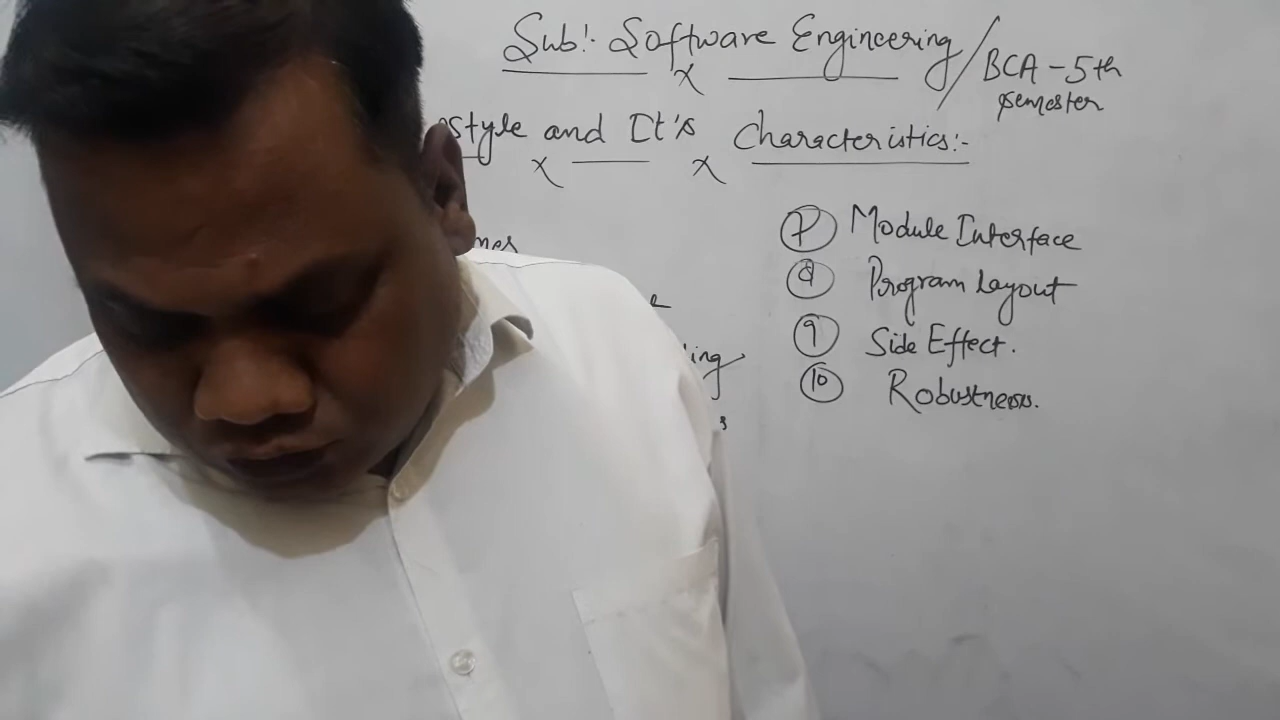 Sub:- Software Engineering / BCA - 5th
semester
style and It's Characteristics:-
7 Module Interface
8 Program Layout
9 Side Effect.
10 Robustness.